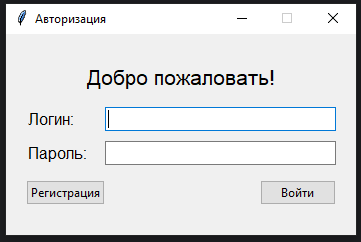 Авторизация
Добро пожаловать!
Логин:
Пароль:
Регистрация Войти